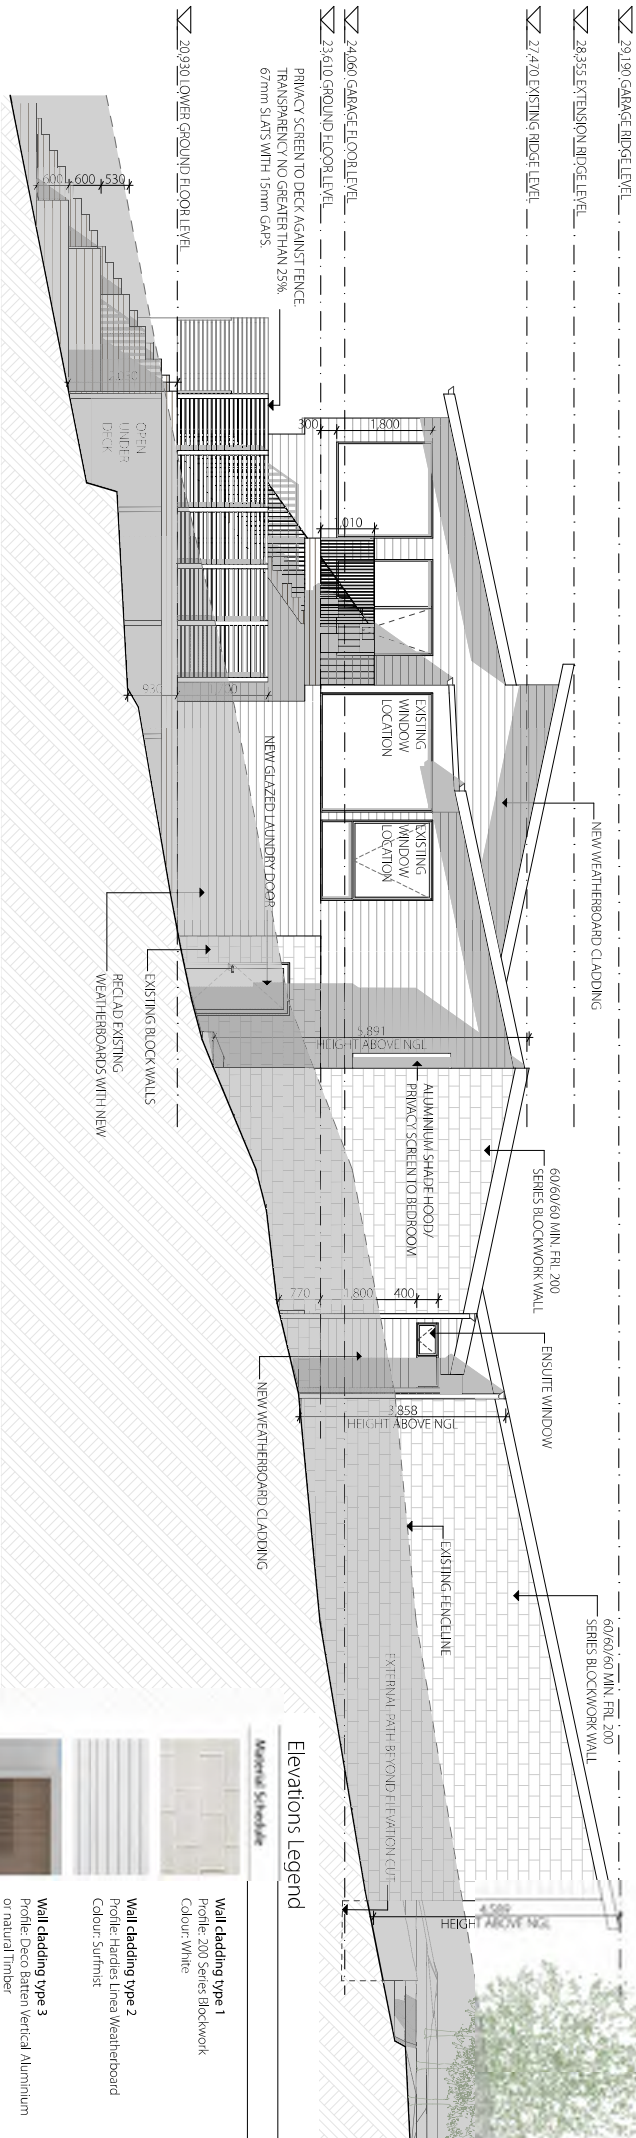 29,190 GARAGE RIDGE LEVEL
28,355 EXTENSION RIDGE LEVEL
27,470 EXISTING RIDGE LEVEL
24,060 GARAGE FLOOR LEVEL
23,610 GROUND FLOOR LEVEL
PRIVACY SCREEN TO DECK AGAINST FENCE.
TRANSPARENCY NO GREATER THAN 25%.
67mm SLATS WITH 15mm GAPS.
20,930 LOWER GROUND FLOOR LEVEL
530
600
600
OPEN
UNDER
DECK
300
1,800
1,010
930
EXISTING
WINDOW
LOCATION
EXISTING
WINDOW
LOCATION
NEW WEATHERBOARD CLADDING
NEW GLAZED LAUNDRY DOOR
EXISTING BLOCK WALLS
RECLAD EXISTING
WEATHERBOARDS WITH NEW
5,891
HEIGHT ABOVE NGL
ALUMINIUM SHADE HOOD/
PRIVACY SCREEN TO BEDROOM
60/60/60 MIN. FRL 200
SERIES BLOCKWORK WALL
770
1,800
400
ENSUITE WINDOW
NEW WEATHERBOARD CLADDING
3,858
HEIGHT ABOVE NGL
EXISTING FENCELINE
60/60/60 MIN. FRL 200
SERIES BLOCKWORK WALL
EXTERNAL PATH BEYOND ELEVATION CUT
4,589
HEIGHT ABOVE NGL
Elevations Legend
Material Schedule
Wall cladding type 1
Profile: 200 Series Blockwork
Colour: White
Wall cladding type 2
Profile: Hardies Linea Weatherboard
Colour: Surfmist
Wall cladding type 3
Profile: Deco Batten Vertical Aluminium
or natural Timber